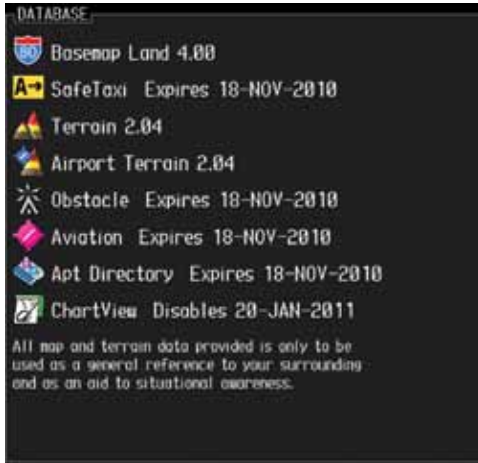 DATABASE
80 Basemap Land 4.00
A→ SafeTaxi Expires 18-NOV-2010
Terrain 2.04
Airport Terrain 2.04
Obstacle Expires 18-NOV-2010
Aviation Expires 18-NOV-2010
Apt Directory Expires 18-NOV-2010
ChartView Disables 20-JAN-2011
All map and terrain data provided is only to be
used as a general reference to your surrounding
and as an aid to situational awareness.